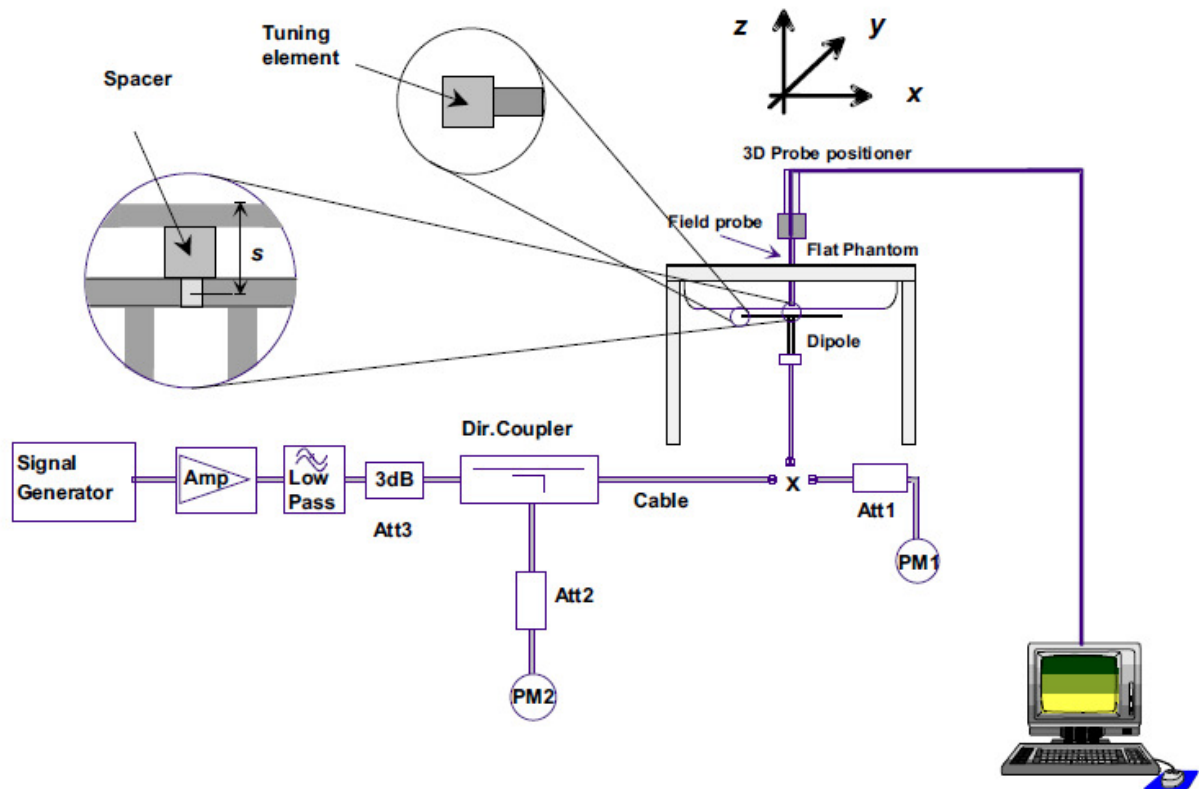 Tuning
element
Spacer
z
y
x
3D Probe positioner
Field probe
Flat Phantom
s
Dipole
Dir.Coupler
Signal
Generator
Amp
Low
Pass
3dB
Att3
Cable
X
Att1
PM1
Att2
PM2